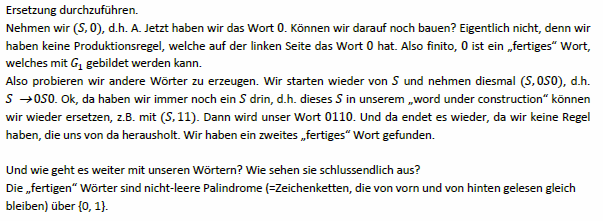 Ersetzung durchzuführen.
Nehmen wir (S, 0), d.h. A. Jetzt haben wir das Wort 0. Können wir darauf noch bauen? Eigentlich nicht, denn wir
haben keine Produktionsregel, welche auf der linken Seite das Wort 0 hat. Also finito, 0 ist ein „fertiges“ Wort,
welches mit G₁ gebildet werden kann.
Also probieren wir andere Wörter zu erzeugen. Wir starten wieder von S und nehmen diesmal (S, 0S0), d.h.
S →0S0. Ok, da haben wir immer noch ein S drin, d.h. dieses S in unserem „word under construction“ können
wir wieder ersetzen, z.B. mit (S, 11). Dann wird unser Wort 0110. Und da endet es wieder, da wir keine Regel
haben, die uns von da herausholt. Wir haben ein zweites „fertiges“ Wort gefunden.
Und wie geht es weiter mit unseren Wörtern? Wie sehen sie schlussendlich aus?
Die „fertigen“ Wörter sind nicht-leere Palindrome (=Zeichenketten, die von vorn und von hinten gelesen gleich
bleiben) über {0, 1}.